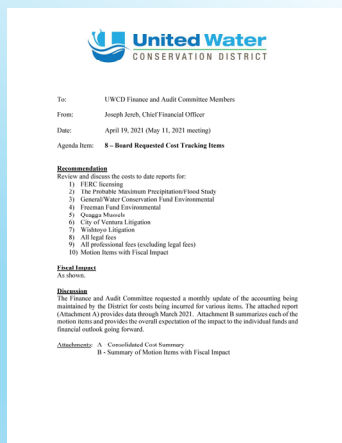 United Water
CONSERVATION DISTRICT
To: UWCD Finance and Audit Committee Members
From: Joseph Jereb, Chief Financial Officer
Date: April 19, 2021 (May 11, 2021 meeting)
Agenda Item: 8 – Board Requested Cost Tracking Items
Recommendation
Review and discuss the costs to date reports for:
1) FERC licensing
2) The Probable Maximum Precipitation/Flood Study
3) General/Water Conservation Fund Environmental
4) Freeman Fund Environmental
5) Quagga Mussels
6) City of Ventura Litigation
7) Wishtoyo Litigation
8) All legal fees
9) All professional fees (excluding legal fees)
10) Motion Items with Fiscal Impact
Fiscal Impact
As shown.
Discussion
The Finance and Audit Committee requested a monthly update of the accounting being
maintained by the District for costs being incurred for various items. The attached report
(Attachment A) provides data through March 2021. Attachment B summarizes each of the
motion items and provides the overall expectation of the impact to the individual funds and
financial outlook going forward.
Attachments: A - Consolidated Cost Summary
B - Summary of Motion Items with Fiscal Impact